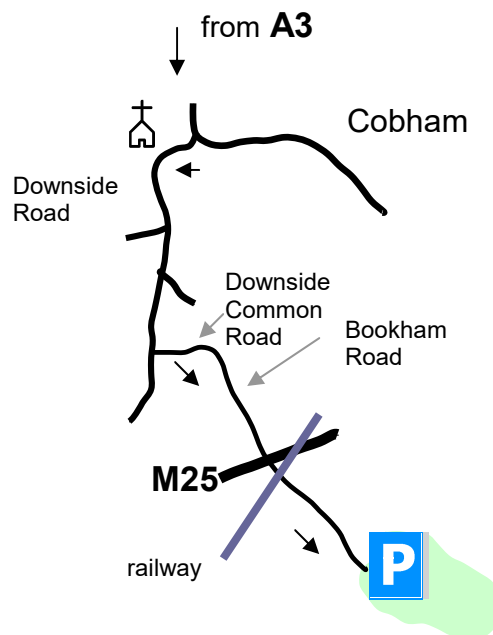 from A3
Cobham
Downside
Road
Downside
Common
Road
Bookham
Road
M25
railway
P